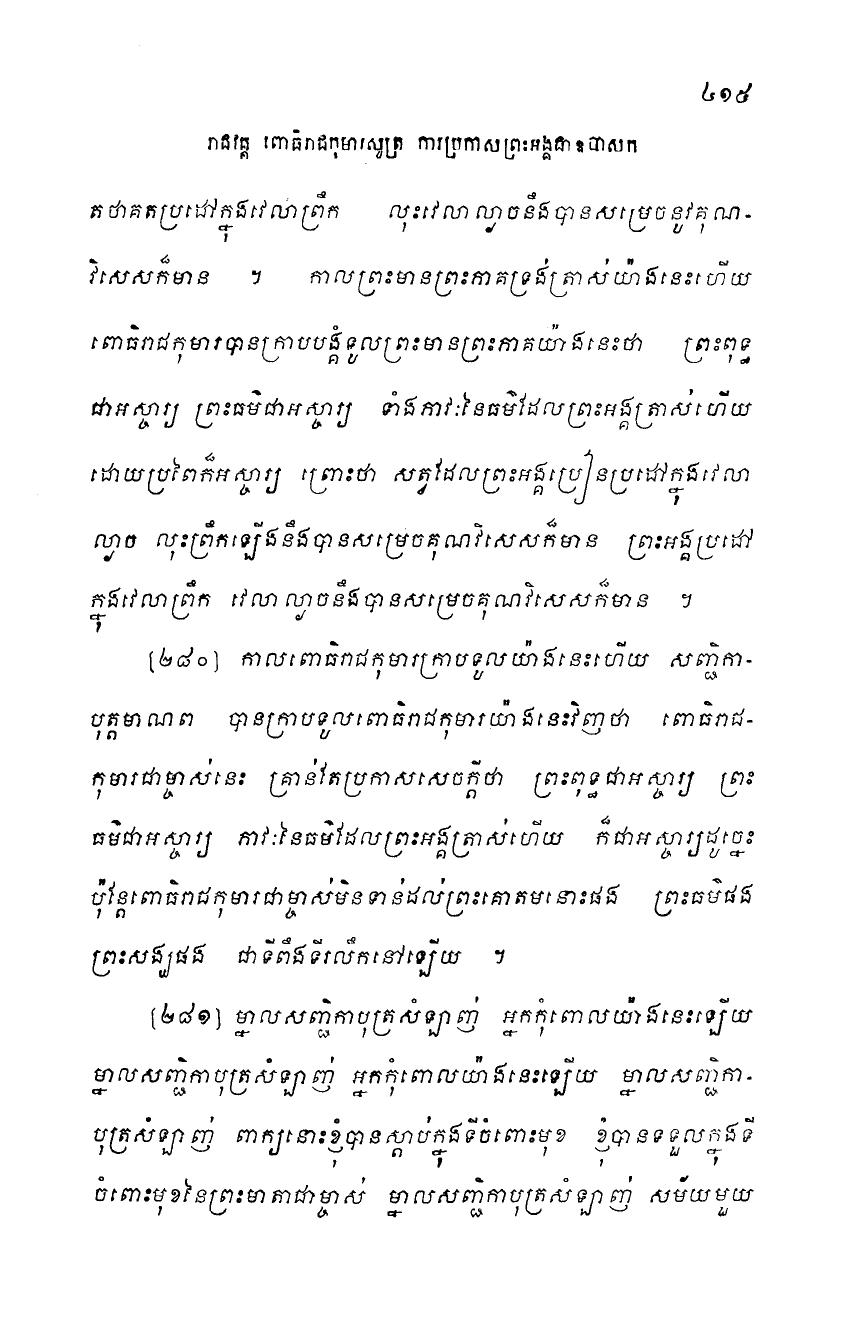 ៤១៥
រាជវគ្គ ពោធិរាជកុមារសូត្រ ការប្រកាសព្រះអង្គជាឧបាសក
តថាគតប្រដៅក្នុងវេលាព្រឹក លុះវេលាល្ងាចនឹងបានសម្រេចនូវគុណ-
វិសេសក៏មាន ។ កាលព្រះមានព្រះភាគទ្រង់ត្រាស់យ៉ាងនេះហើយ
ពោធិរាជកុមារបានក្រាបបង្គំទូលព្រះមានព្រះភាគយ៉ាងនេះថា ព្រះពុទ្ធ
ជាអស្ចារ្យ ព្រះធម៌ជាអស្ចារ្យ ទាំងភាវៈនៃធម៌ដែលព្រះអង្គត្រាស់ហើយ
ដោយប្រពៃក៏អស្ចារ្យ ព្រោះថា សត្វដែលព្រះអង្គប្រៀនប្រដៅក្នុងវេលា
ល្ងាច លុះព្រឹកឡើងនឹងបានសម្រេចគុណវិសេសក៏មាន ព្រះអង្គប្រដៅ
ក្នុងវេលាព្រឹក វេលាល្ងាចនឹងបានសម្រេចគុណវិសេសក៏មាន ។
[២៨០] កាលពោធិរាជកុមារក្រាបទូលយ៉ាងនេះហើយ សញ្ជិកា-
បុត្តមាណព បានក្រាបទូលពោធិរាជកុមារយ៉ាងនេះវិញថា ពោធិរាជ-
កុមារជាម្ចាស់នេះ គ្រាន់តែប្រកាសសេចក្តីថា ព្រះពុទ្ធជាអស្ចារ្យ ព្រះ
ធម៌ជាអស្ចារ្យ ភាវៈនៃធម៌ដែលព្រះអង្គត្រាស់ហើយ ក៏ជាអស្ចារ្យដូច្នេះ
ប៉ុន្តែពោធិរាជកុមារជាម្ចាស់មិនទាន់ដល់ព្រះគោតមនោះផង ព្រះធម៌ផង
ព្រះសង្ឃផង ជាទីពឹងទីរលឹកនៅឡើយ ។
[២៨១] ម្នាលសញ្ជិកាបុត្រសំឡាញ់ អ្នកកុំពោលយ៉ាងនេះឡើយ
ម្នាលសញ្ជិកាបុត្រសំឡាញ់ អ្នកកុំពោលយ៉ាងនេះឡើយ ម្នាលសញ្ជិកា-
បុត្រសំឡាញ់ ពាក្យនោះខ្ញុំបានស្តាប់ក្នុងទីចំពោះមុខ ខ្ញុំបានទទួលក្នុងទី
ចំពោះមុខនៃព្រះមាតាជាម្ចាស់ ម្នាលសញ្ជិកាបុត្រសំឡាញ់ សម័យមួយ